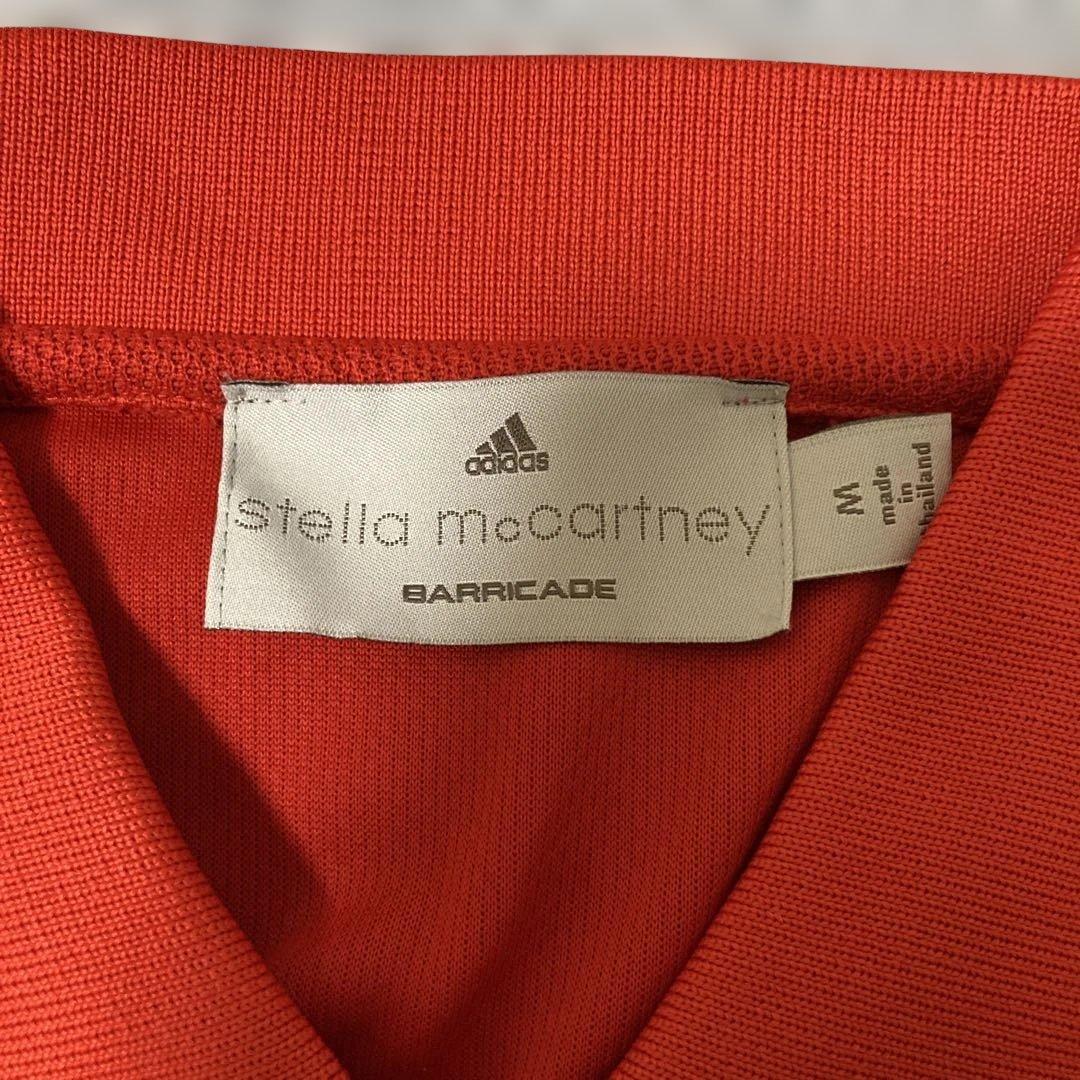 adidas
stella mccartney
BARRICADE
M
made
in
thailand